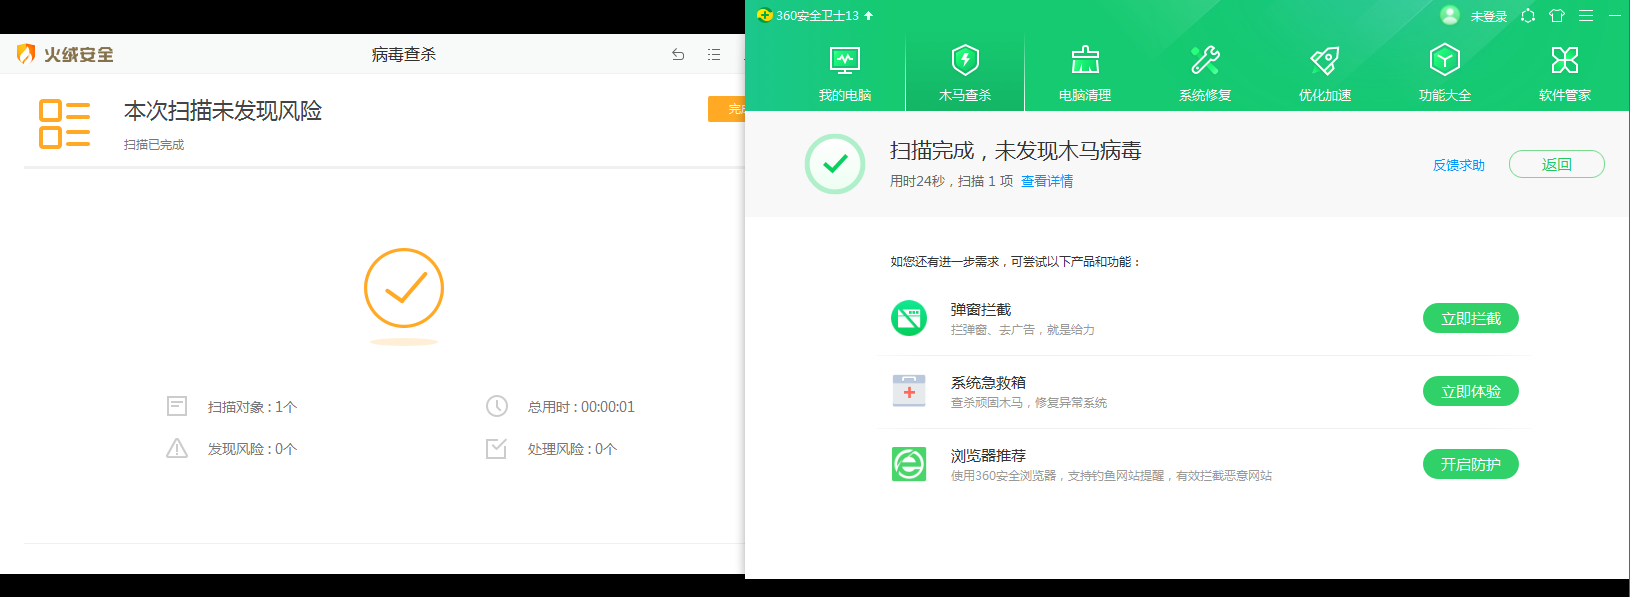 火绒安全
病毒查杀
本次扫描未发现风险
扫描已完成
扫描对象 : 1个
总用时 : 00:00:01
发现风险 : 0个
处理风险 : 0个
360安全卫士13
未登录
我的电脑
木马查杀
电脑清理
系统修复
优化加速
功能大全
软件管家
扫描完成，未发现木马病毒
用时24秒，扫描 1 项 查看详情
反馈求助
返回
如您还有进一步需求，可尝试以下产品和功能：
弹窗拦截
拦弹窗、去广告，就是给力
立即拦截
系统急救箱
查杀顽固木马，修复异常系统
立即体验
浏览器推荐
使用360安全浏览器，支持钓鱼网站提醒，有效拦截恶意网站
开启防护